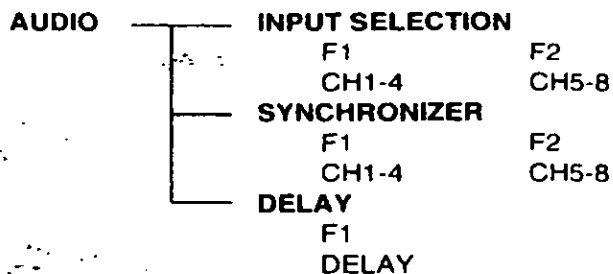 AUDIO INPUT SELECTION
F1 F2
CH1-4 CH5-8
SYNCHRONIZER
F1 F2
CH1-4 CH5-8
DELAY
F1
DELAY